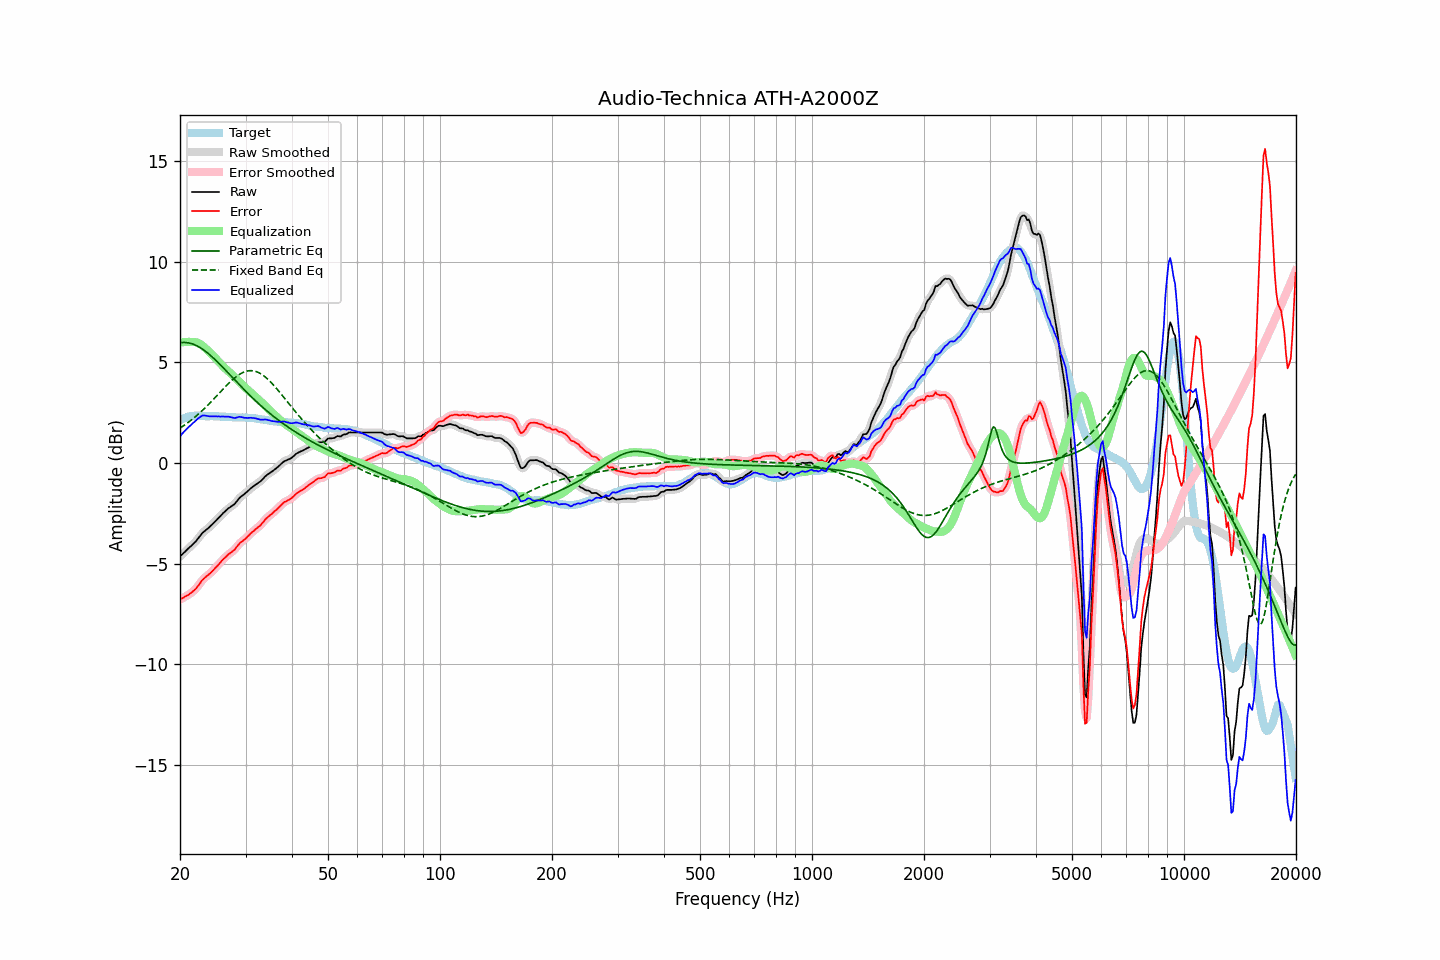 Audio-Technica ATH-A2000Z
Target
Raw Smoothed
Error Smoothed
Raw
Error
Equalization
Parametric Eq
Fixed Band Eq
Equalized
15
10
5
0
−5
−10
−15
Amplitude (dBr)
20
50
100
200
500
1000
2000
5000
10000
20000
Frequency (Hz)